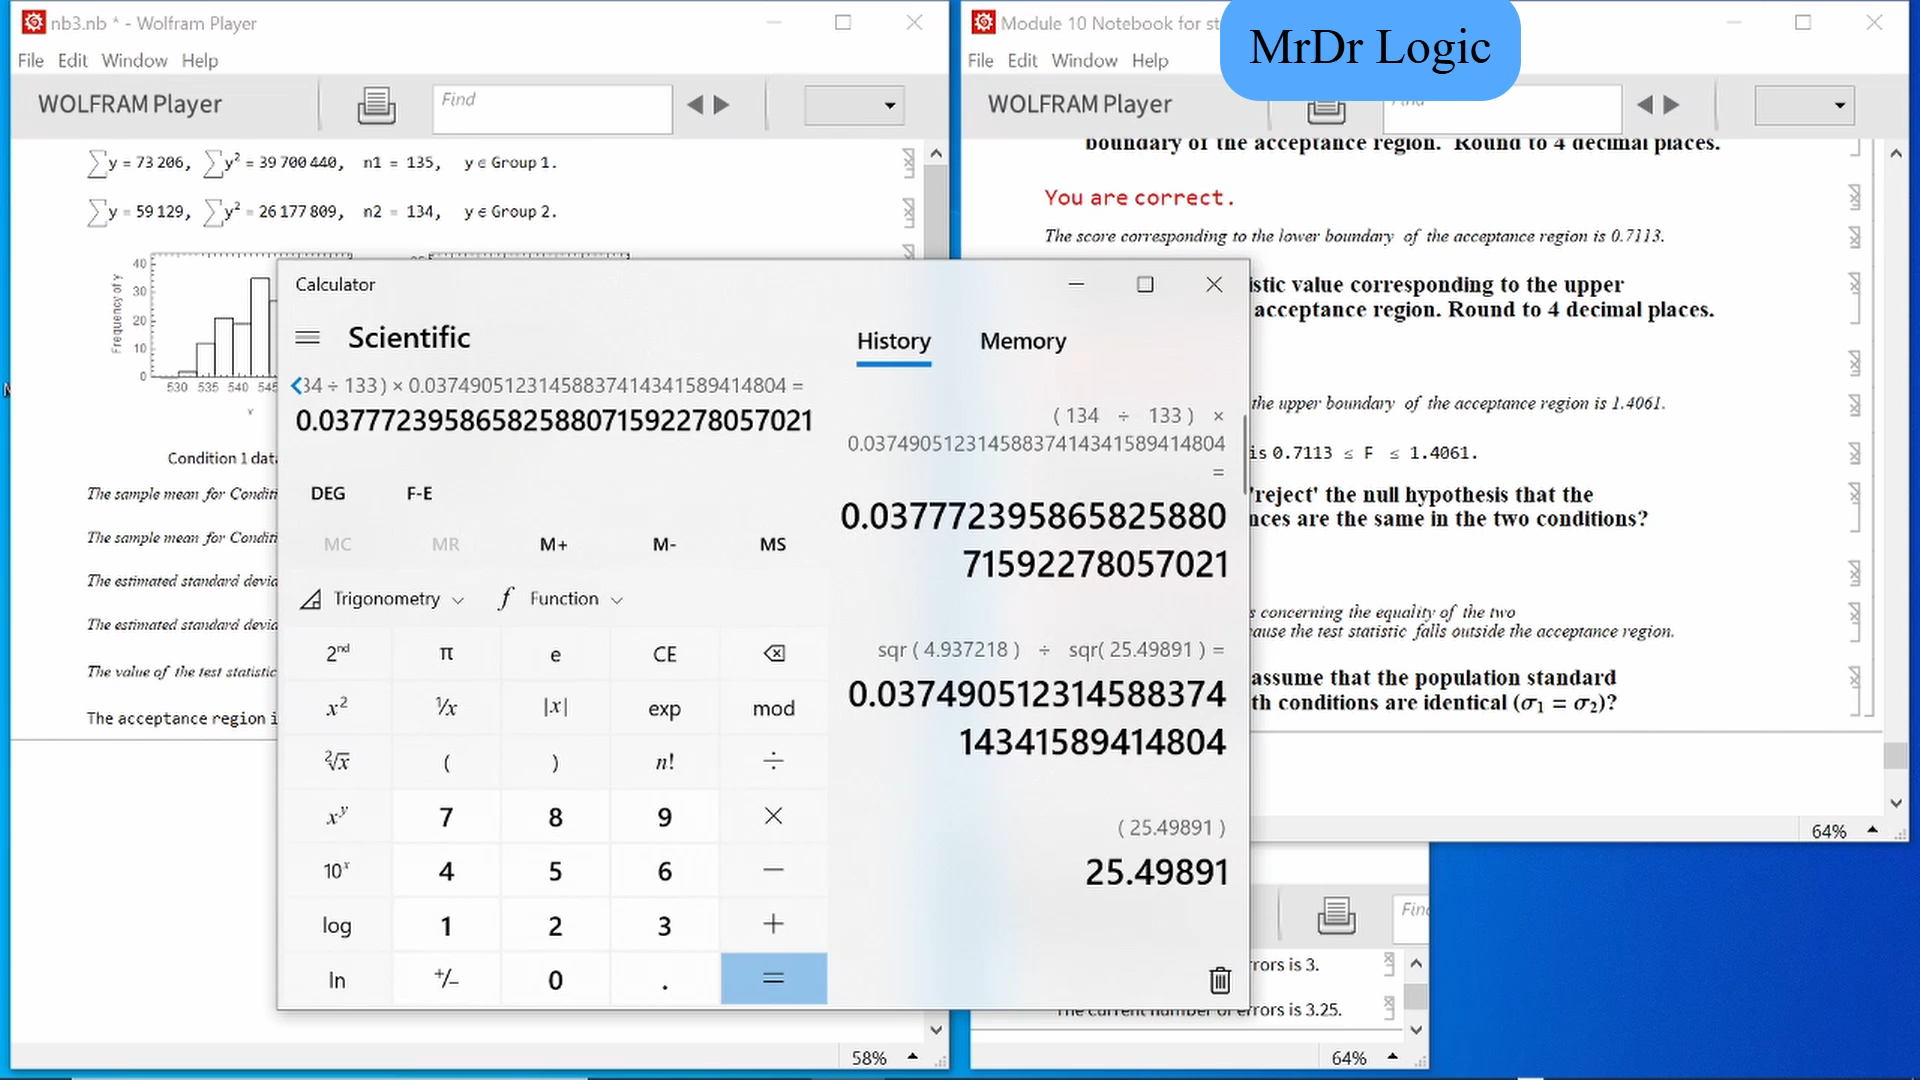 nb3.nb * - Wolfram Player
File Edit Window Help
WOLFRAM Player
Find
∑y = 73 206, ∑y² = 39 700 440, n1 = 135, y ∈ Group 1.
∑y = 59 129, ∑y² = 26 177 809, n2 = 134, y ∈ Group 2.
Frequency of y
40
30
20
10
0
530 535 540 545
y
Condition 1 data
The sample mean for Conditi
The sample mean for Conditi
The estimated standard devia
The estimated standard devia
The value of the test statistic
The acceptance region i
58%
Module 10 Notebook for st
MrDr Logic
File Edit Window Help
WOLFRAM Player
Find
boundary of the acceptance region. Round to 4 decimal places.
You are correct.
The score corresponding to the lower boundary of the acceptance region is 0.7113.
istic value corresponding to the upper
acceptance region. Round to 4 decimal places.
the upper boundary of the acceptance region is 1.4061.
is 0.7113 ≤ F ≤ 1.4061.
'reject' the null hypothesis that the
nces are the same in the two conditions?
s concerning the equality of the two
ause the test statistic falls outside the acceptance region.
assume that the population standard
th conditions are identical (σ₁ = σ₂)?
64%
Calculator
Scientific
34 ÷ 133 ) × 0.03749051231458837414341589414804 =
0.03777239586582588071592278057021
DEG F-E
MC MR M+ M- MS
Trigonometry f Function
2ⁿᵈ π e CE
x² ¹/x |x| exp mod
²√x ( ) n! ÷
xʸ 7 8 9 ×
10ˣ 4 5 6 −
log 1 2 3 +
ln +/− 0 . =
History Memory
( 134 ÷ 133 ) ×
0.03749051231458837414341589414804
=
0.037772395865825880
71592278057021
sqr ( 4.937218 ) ÷ sqr( 25.49891 ) =
0.037490512314588374
14341589414804
( 25.49891 )
25.49891
Find
rrors is 3.
The current number of errors is 3.25.
64%